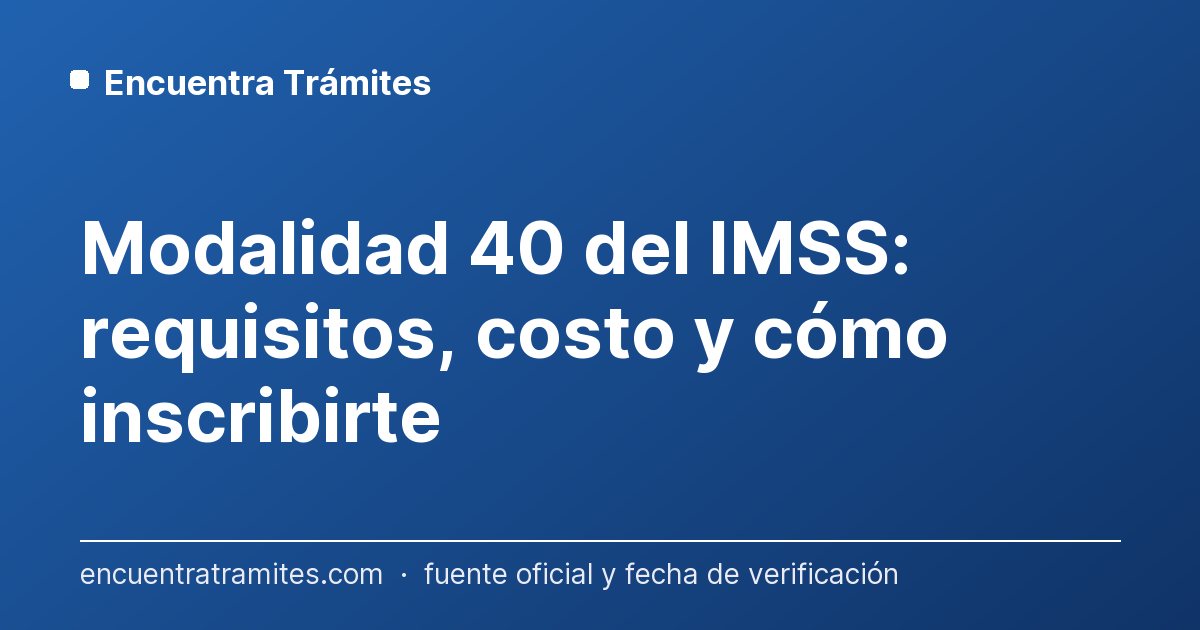 Encuentra Trámites
Modalidad 40 del IMSS:
requisitos, costo y cómo
inscribirte
encuentratramites.com · fuente oficial y fecha de verificación